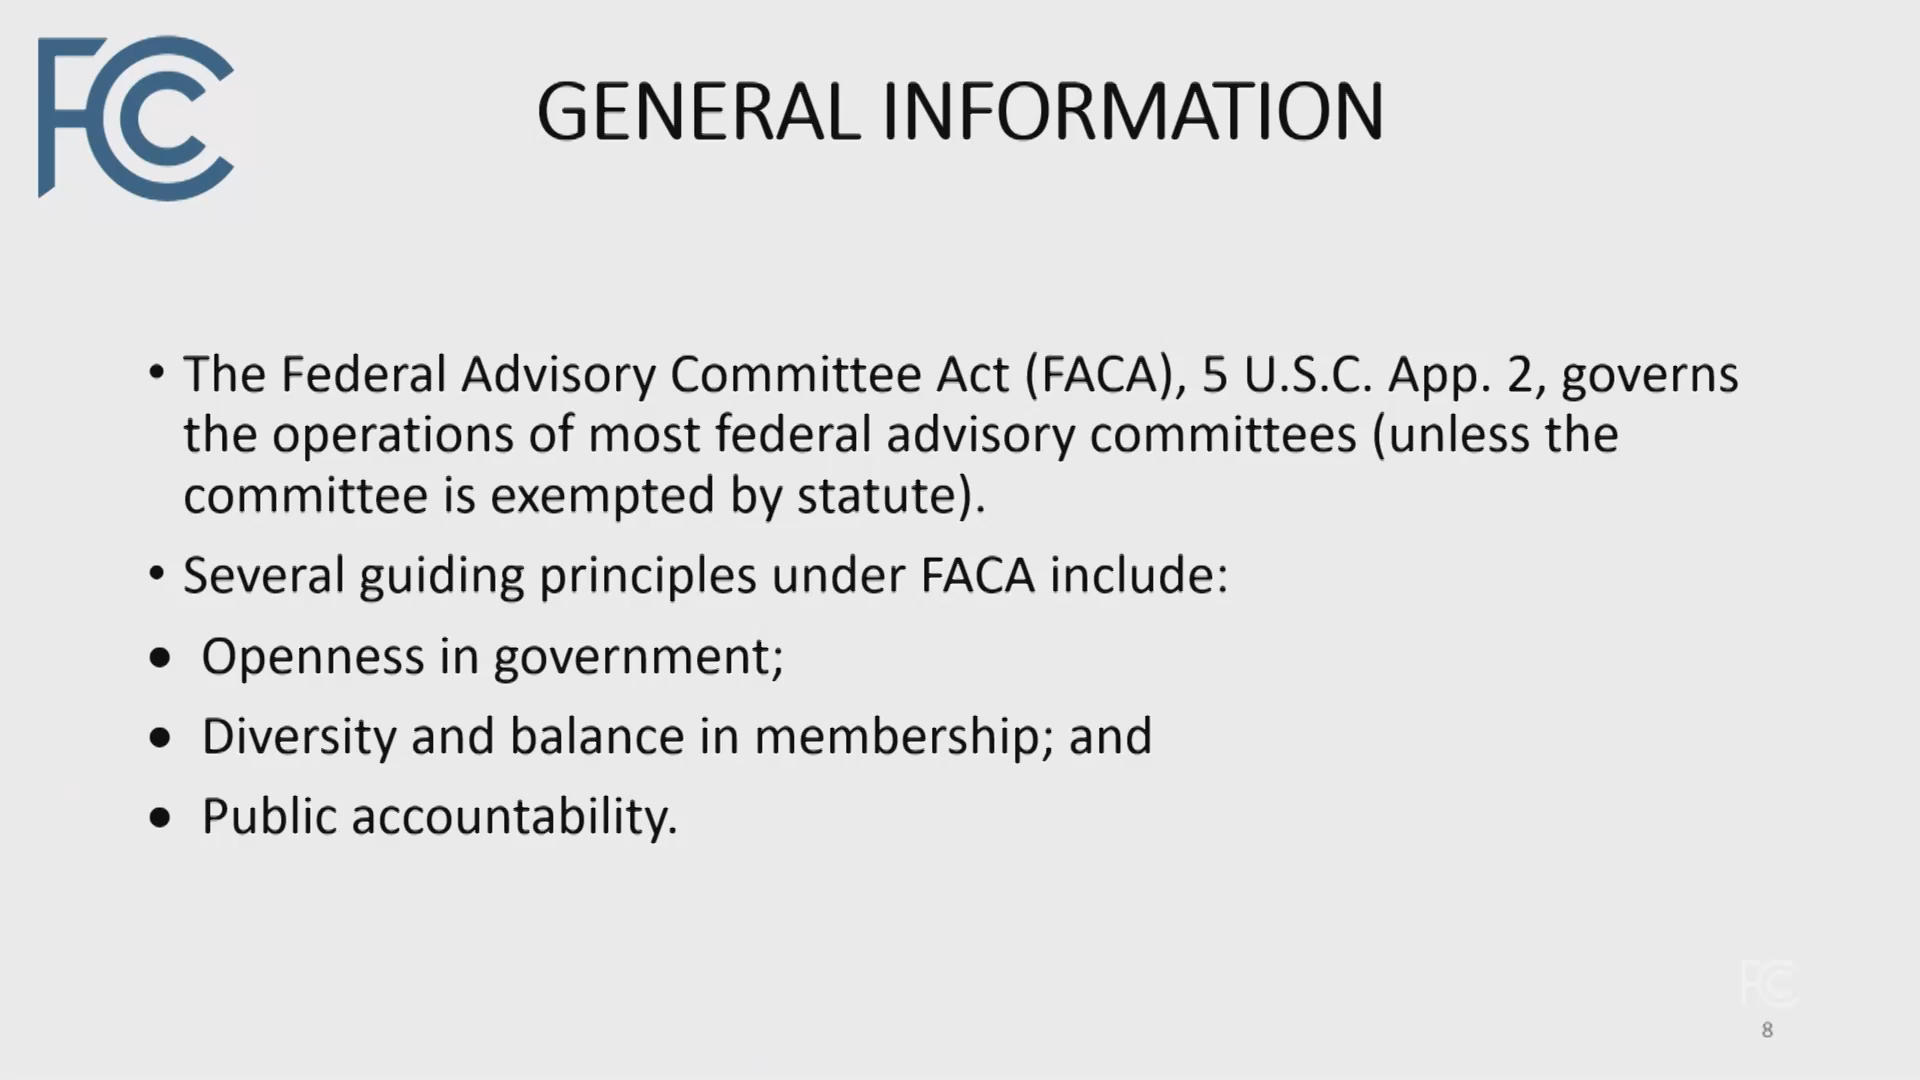 FCC
GENERAL INFORMATION
• The Federal Advisory Committee Act (FACA), 5 U.S.C. App. 2, governs
the operations of most federal advisory committees (unless the
committee is exempted by statute).
• Several guiding principles under FACA include:
• Openness in government;
• Diversity and balance in membership; and
• Public accountability.
FCC
8